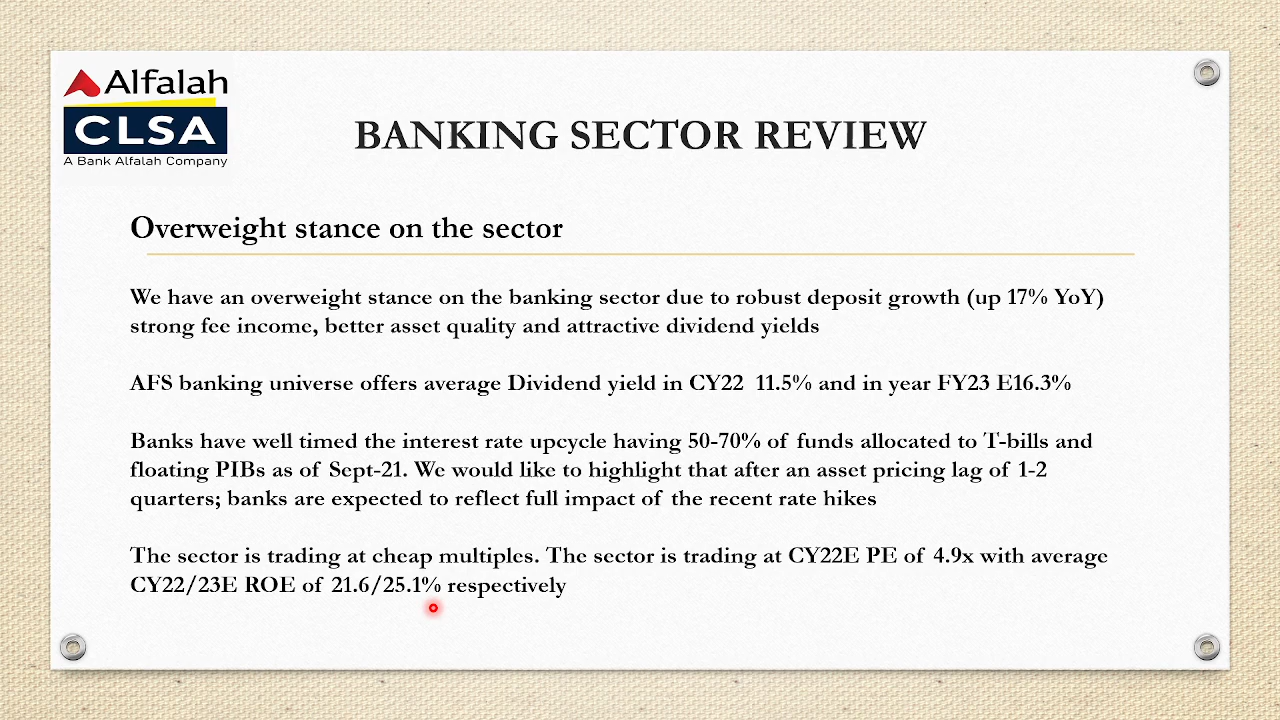 Alfalah
CLSA
A Bank Alfalah Company
BANKING SECTOR REVIEW
Overweight stance on the sector
We have an overweight stance on the banking sector due to robust deposit growth (up 17% YoY)
strong fee income, better asset quality and attractive dividend yields
AFS banking universe offers average Dividend yield in CY22 11.5% and in year FY23 E16.3%
Banks have well timed the interest rate upcycle having 50-70% of funds allocated to T-bills and
floating PIBs as of Sept-21. We would like to highlight that after an asset pricing lag of 1-2
quarters; banks are expected to reflect full impact of the recent rate hikes
The sector is trading at cheap multiples. The sector is trading at CY22E PE of 4.9x with average
CY22/23E ROE of 21.6/25.1% respectively